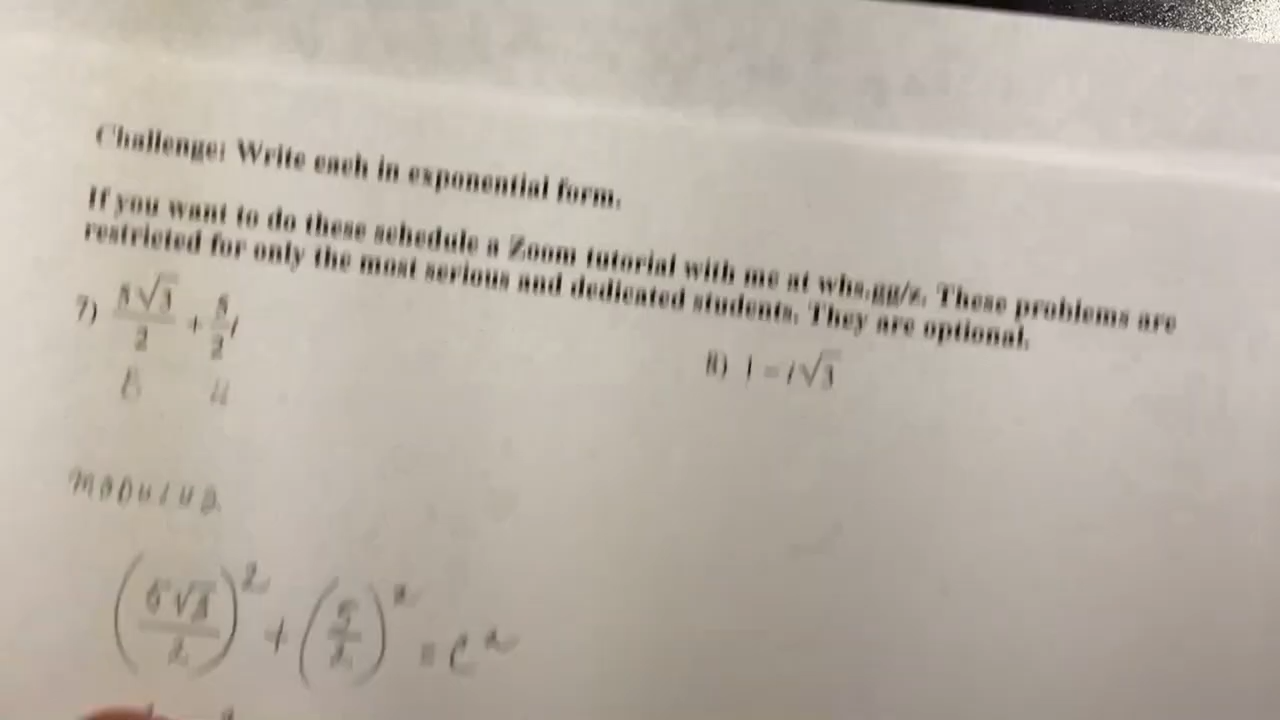 Challenge: Write each in exponential form.
If you want to do these schedule a Zoom tutorial with me at whs.gg/z. These problems are
restricted for only the most serious and dedicated students. They are optional.
7) 5√3/2 + 5/2 i
8) 1 − i√3
MODULUS
(5√3/2)² + (5/2)² = c²